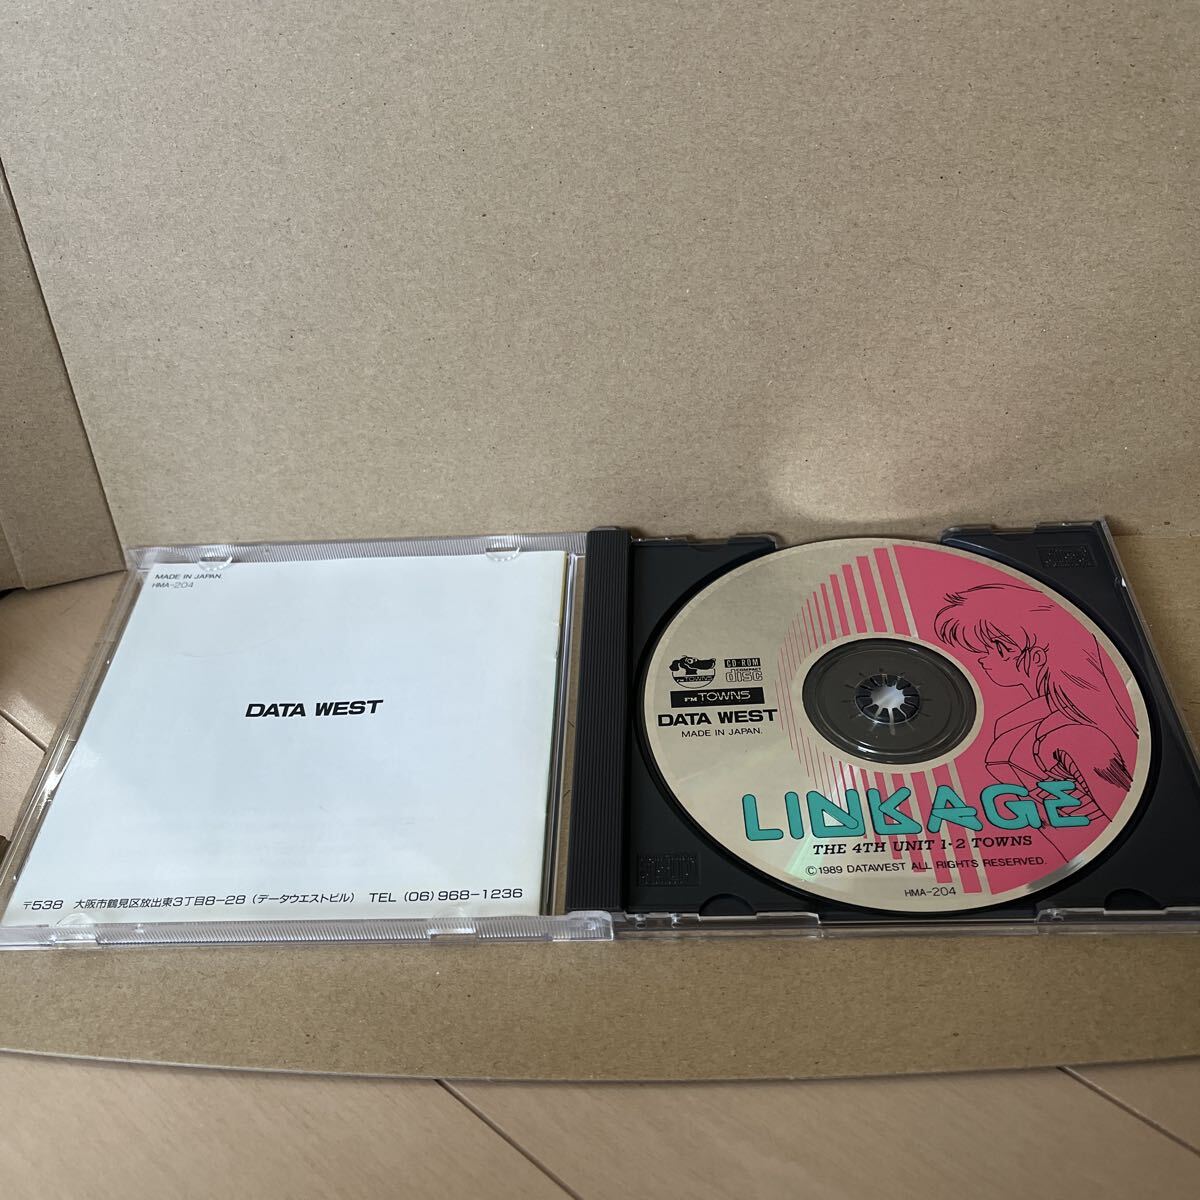 MADE IN JAPAN.
HMA-204
DATA WEST
〒538 大阪市鶴見区放出東3丁目8-28 (データウエストビル) TEL (06) 968-1236
FM TOWNS
CD-ROM
COMPACT
disc
FM TOWNS
DATA WEST
MADE IN JAPAN.
LINKAGE
THE 4TH UNIT 1·2 TOWNS
©1989 DATAWEST ALL RIGHTS RESERVED.
HMA-204